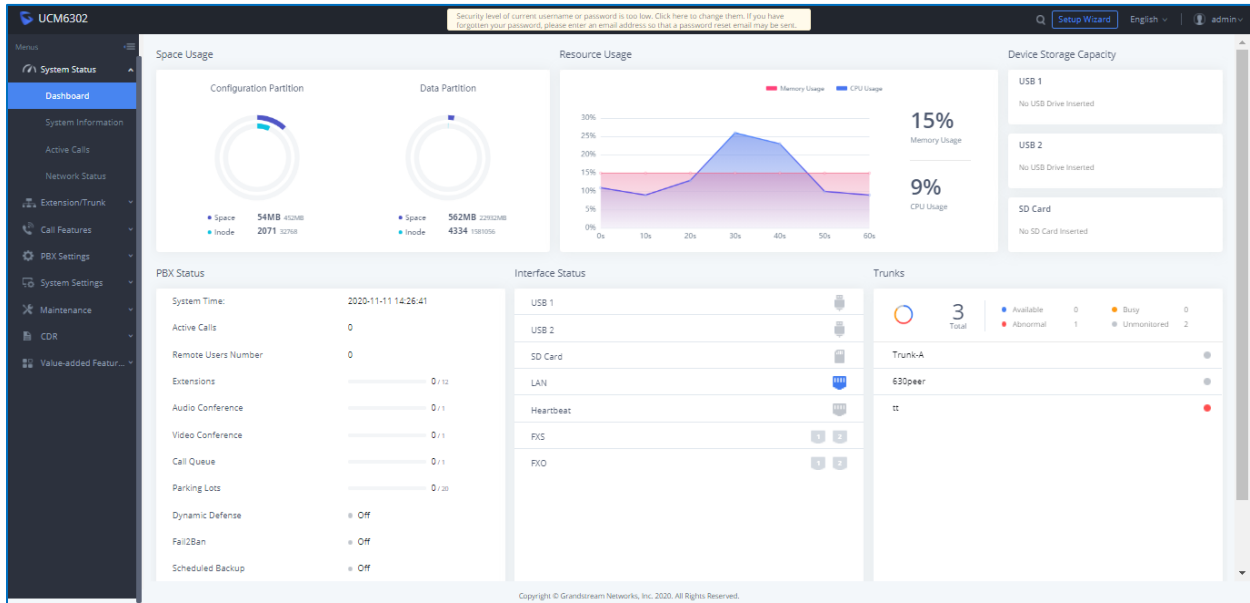 UCM6302
Security level of current username or password is too low. Click here to change them. If you have
forgotten your password, please enter an email address so that a password reset email may be sent.
Setup Wizard
English
admin
Menus
System Status
Dashboard
System Information
Active Calls
Network Status
Extension/Trunk
Call Features
PBX Settings
System Settings
Maintenance
CDR
Value-added Featur...
Space Usage
Configuration Partition
Space 54MB 452MB
Inode 2071 32768
Data Partition
Space 562MB 22932MB
Inode 4334 1581056
Resource Usage
Memory Usage CPU Usage
30%
25%
20%
15%
10%
5%
0%
0s 10s 20s 30s 40s 50s 60s
15%
Memory Usage
9%
CPU Usage
Device Storage Capacity
USB 1
No USB Drive Inserted
USB 2
No USB Drive Inserted
SD Card
No SD Card Inserted
PBX Status
System Time: 2020-11-11 14:26:41
Active Calls 0
Remote Users Number 0
Extensions 0 / 12
Audio Conference 0 / 1
Video Conference 0 / 1
Call Queue 0 / 1
Parking Lots 0 / 20
Dynamic Defense Off
Fail2Ban Off
Scheduled Backup Off
Interface Status
USB 1
USB 2
SD Card
LAN
Heartbeat
FXS 1 2
FXO 1 2
Trunks
3
Total
Available 0 Busy 0
Abnormal 1 Unmonitored 2
Trunk-A
630peer
tt
Copyright © Grandstream Networks, Inc. 2020. All Rights Reserved.